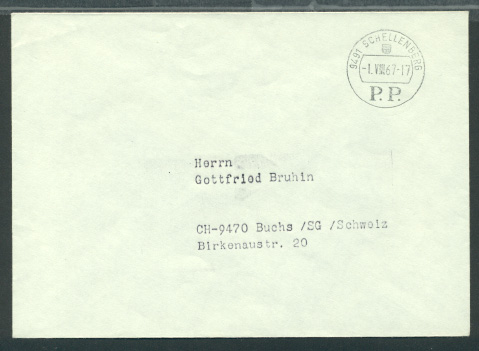 9491 SCHELLENBERG
-1.VIII.67-17
P.P.
Herrn
Gottfried Bruhin
CH-9470 Buchs /SG /Schweiz
Birkenaustr. 20